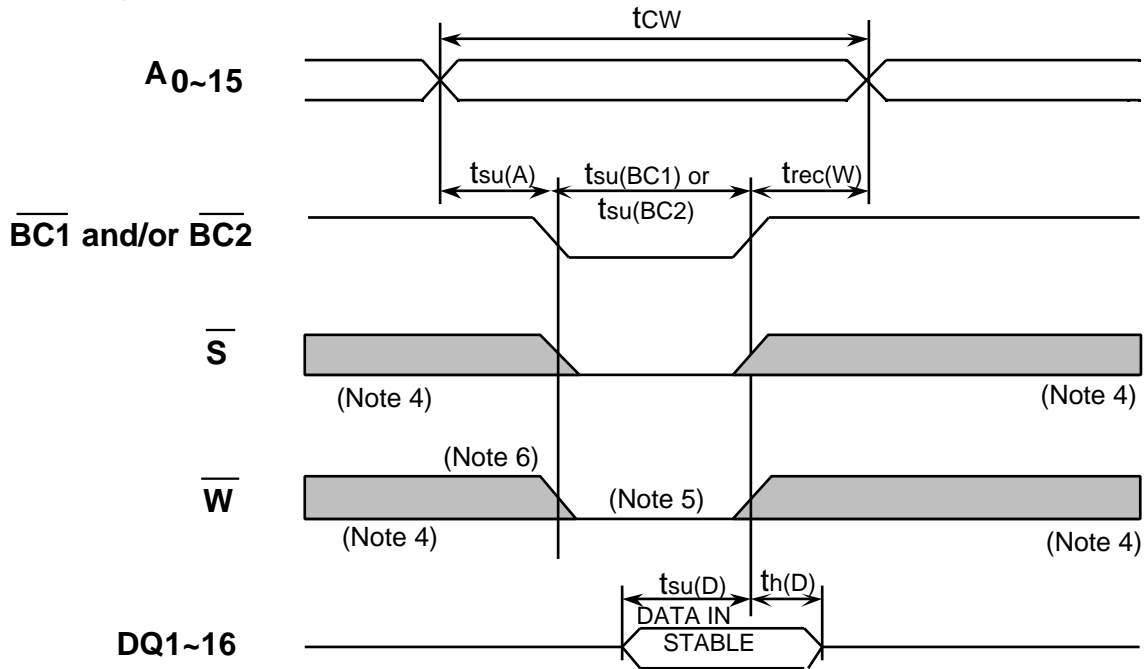 tCW
A0~15
tsu(A)
tsu(BC1) or
tsu(BC2)
trec(W)
BC1 and/or BC2
S
(Note 4)
(Note 4)
(Note 6)
W
(Note 5)
(Note 4)
(Note 4)
tsu(D)
th(D)
DATA IN
STABLE
DQ1~16